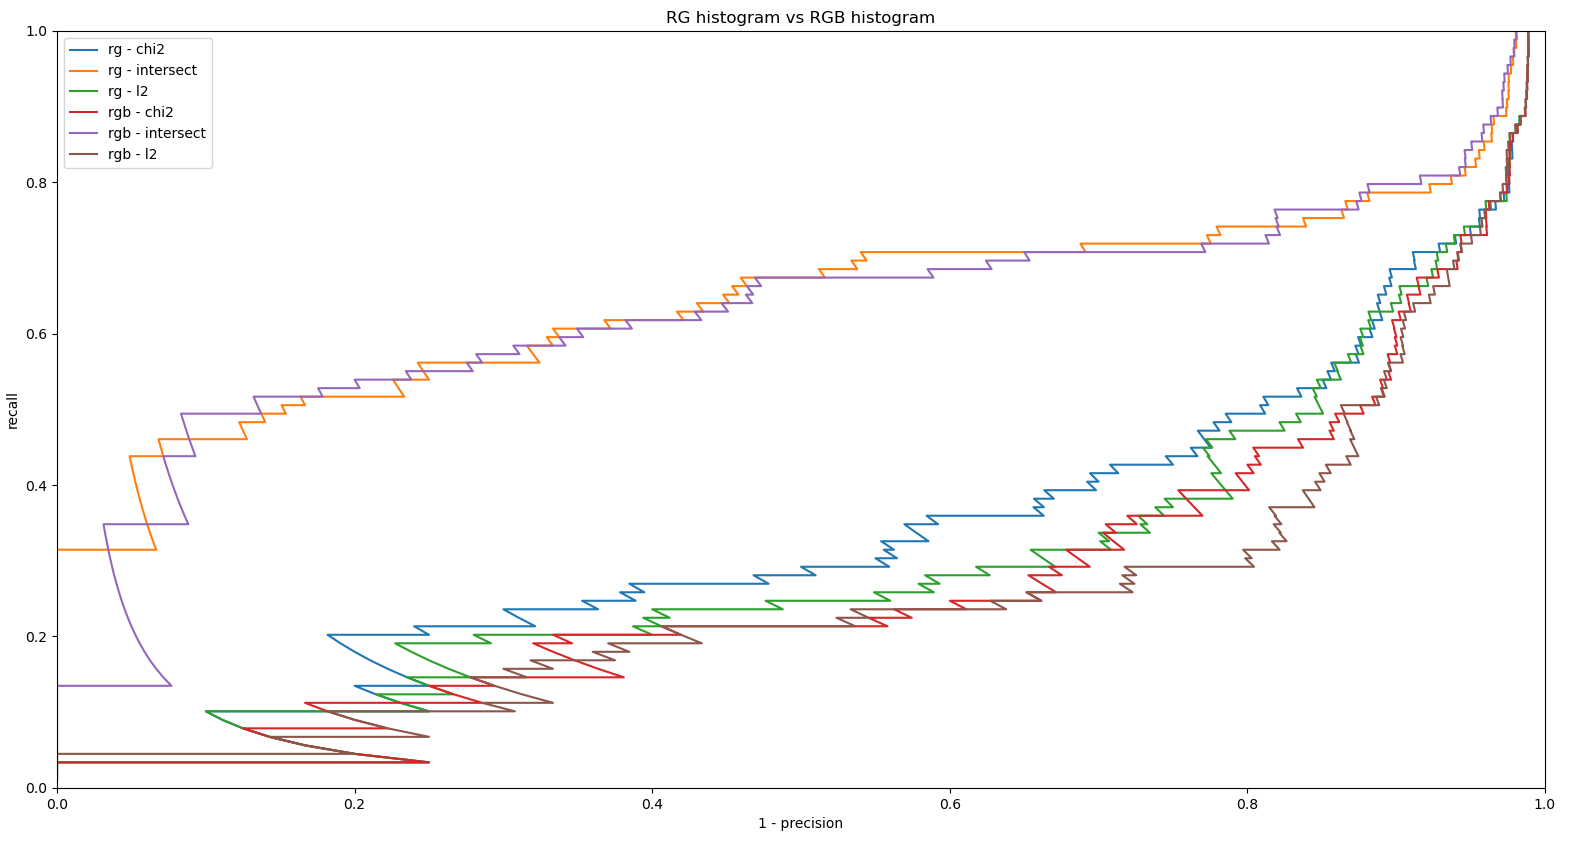 RG histogram vs RGB histogram
rg - chi2
rg - intersect
rg - l2
rgb - chi2
rgb - intersect
rgb - l2
1.0
0.8
0.6
0.4
0.2
0.0
recall
0.0 0.2 0.4 0.6 0.8 1.0
1 - precision